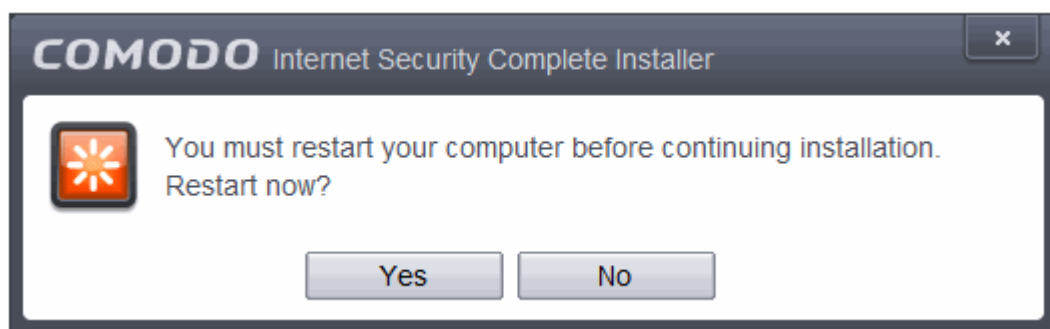 COMODO Internet Security Complete Installer
x
You must restart your computer before continuing installation.
Restart now?
Yes No